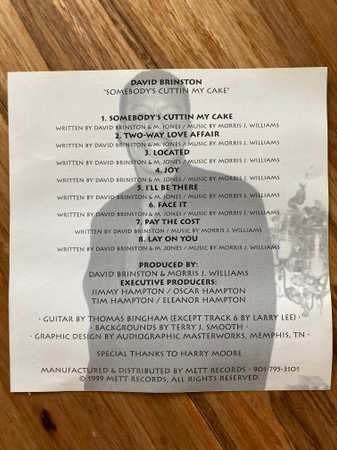 DAVID BRINSTON
"SOMEBODY'S CUTTIN MY CAKE"
1. SOMEBODY'S CUTTIN MY CAKE
WRITTEN BY DAVID BRINSTON & M. JONES / MUSIC BY MORRIS J. WILLIAMS
2. TWO-WAY LOVE AFFAIR
WRITTEN BY DAVID BRINSTON & M. JONES / MUSIC BY MORRIS J. WILLIAMS
3. LOCATED
WRITTEN BY DAVID BRINSTON & M. JONES / MUSIC BY MORRIS J. WILLIAMS
4. JOY
WRITTEN BY DAVID BRINSTON & M. JONES / MUSIC BY MORRIS J. WILLIAMS
5. I'LL BE THERE
WRITTEN BY DAVID BRINSTON & M. JONES / MUSIC BY MORRIS J. WILLIAMS
6. FACE IT
WRITTEN BY DAVID BRINSTON & M. JONES / MUSIC BY MORRIS J. WILLIAMS
7. PAY THE COST
WRITTEN BY DAVID BRINSTON / MUSIC BY MORRIS J. WILLIAMS
8. LAY ON YOU
WRITTEN BY DAVID BRINSTON & M. JONES / MUSIC BY MORRIS J. WILLIAMS
PRODUCED BY:
DAVID BRINSTON & MORRIS J. WILLIAMS
EXECUTIVE PRODUCERS:
JIMMY HAMPTON / OSCAR HAMPTON
TIM HAMPTON / ELEANOR HAMPTON
· GUITAR BY THOMAS BINGHAM (EXCEPT TRACK 6 BY LARRY LEE) ·
· BACKGROUNDS BY TERRY J. SMOOTH ·
· GRAPHIC DESIGN BY AUDIOGRAPHIC MASTERWORKS, MEMPHIS, TN ·
SPECIAL THANKS TO HARRY MOORE
MANUFACTURED & DISTRIBUTED BY METT RECORDS · 901-795-3101
© 1999 METT RECORDS, ALL RIGHTS RESERVED